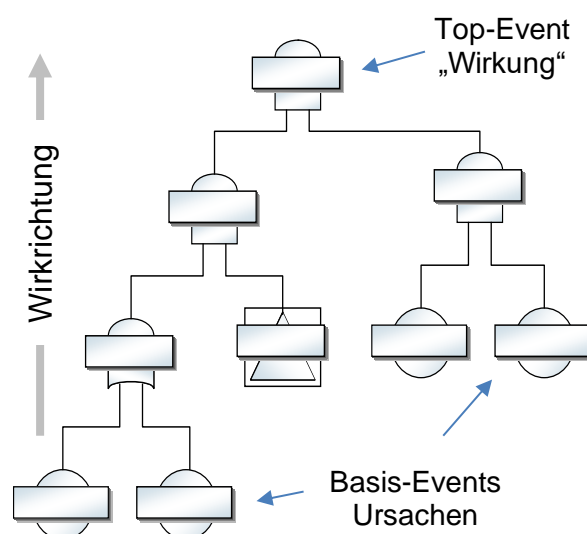 Top-Event
„Wirkung“
Wirkrichtung
Basis-Events
Ursachen